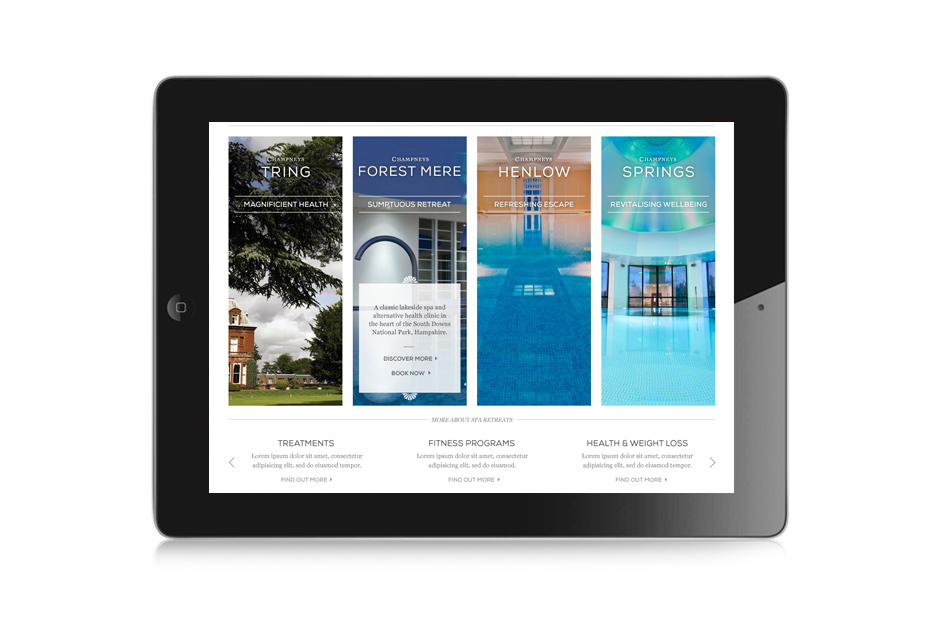 CHAMPNEYS
TRING
MAGNIFICIENT HEALTH
CHAMPNEYS
FOREST MERE
SUMPTUOUS RETREAT
A classic lakeside spa and
alternative health clinic in
the heart of the South Downs
National Park, Hampshire.
DISCOVER MORE
BOOK NOW
CHAMPNEYS
HENLOW
REFRESHING ESCAPE
CHAMPNEYS
SPRINGS
REVITALISING WELLBEING
MORE ABOUT SPA RETREATS
TREATMENTS
Lorem ipsum dolor sit amet, consectetur
adipisicing elit, sed do eiusmod tempor.
FIND OUT MORE
FITNESS PROGRAMS
Lorem ipsum dolor sit amet, consectetur
adipisicing elit, sed do eiusmod.
FIND OUT MORE
HEALTH & WEIGHT LOSS
Lorem ipsum dolor sit amet, consectetur
adipisicing elit, sed do eiusmod tempor.
FIND OUT MORE